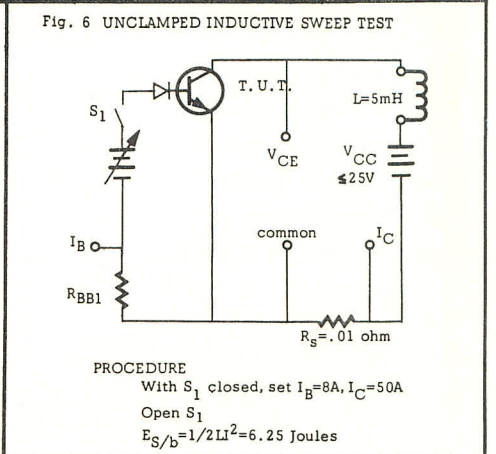 Fig. 6 UNCLAMPED INDUCTIVE SWEEP TEST
T.U.T.
L=5mH
S1
VCE
VCC
≤25V
IB
common
IC
RBB1
RS=.01 ohm
PROCEDURE
With S1 closed, set IB=8A, IC=50A
Open S1
ES/b=1/2LI²=6.25 Joules